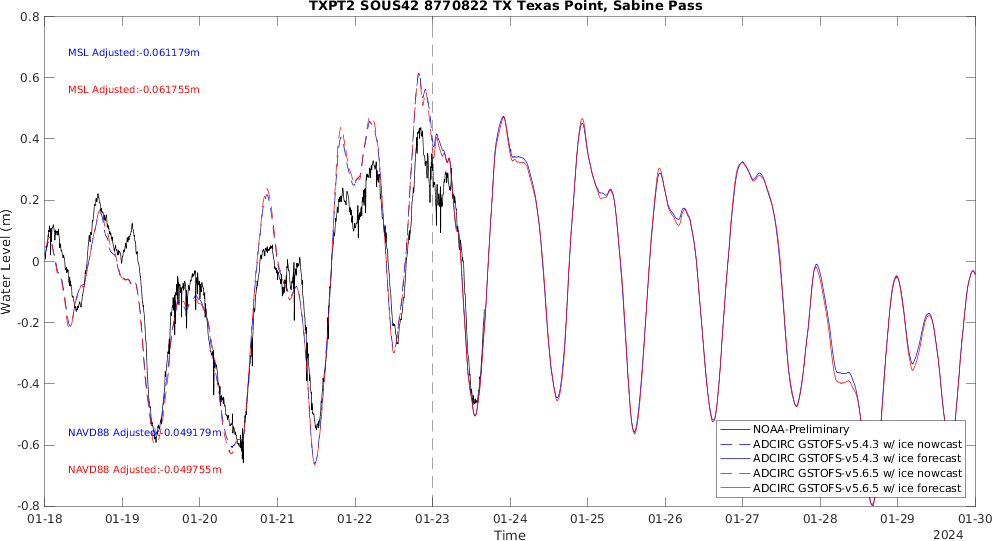 TXPT2 SOUS42 8770822 TX Texas Point, Sabine Pass
MSL Adjusted:-0.061179m
MSL Adjusted:-0.061755m
NAVD88 Adjusted:-0.049179m
NAVD88 Adjusted:-0.049755m
Water Level (m)
0.8
0.6
0.4
0.2
0
-0.2
-0.4
-0.6
-0.8
NOAA-Preliminary
ADCIRC GSTOFS-v5.4.3 w/ ice nowcast
ADCIRC GSTOFS-v5.4.3 w/ ice forecast
ADCIRC GSTOFS-v5.6.5 w/ ice nowcast
ADCIRC GSTOFS-v5.6.5 w/ ice forecast
01-18 01-19 01-20 01-21 01-22 01-23 01-24 01-25 01-26 01-27 01-28 01-29 01-30
Time
2024